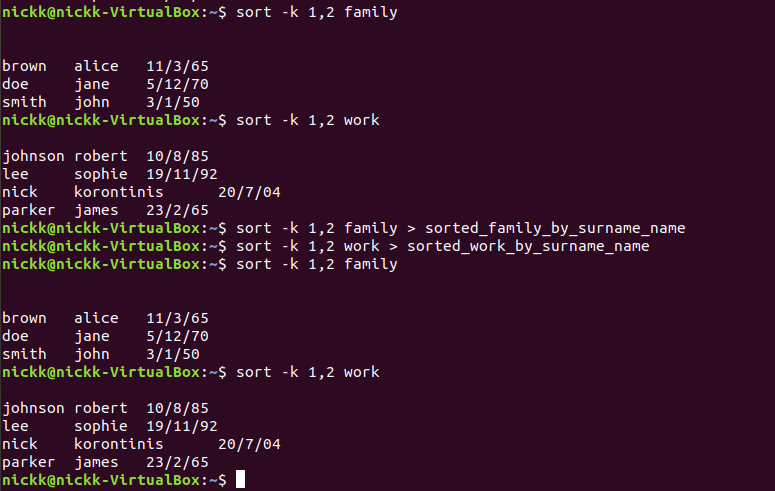 nickk@nickk-VirtualBox:~$ sort -k 1,2 family
brown   alice   11/3/65
doe     jane    5/12/70
smith   john    3/1/50
nickk@nickk-VirtualBox:~$ sort -k 1,2 work
johnson robert  10/8/85
lee     sophie  19/11/92
nick    korontinis      20/7/04
parker  james   23/2/65
nickk@nickk-VirtualBox:~$ sort -k 1,2 family > sorted_family_by_surname_name
nickk@nickk-VirtualBox:~$ sort -k 1,2 work > sorted_work_by_surname_name
nickk@nickk-VirtualBox:~$ sort -k 1,2 family
brown   alice   11/3/65
doe     jane    5/12/70
smith   john    3/1/50
nickk@nickk-VirtualBox:~$ sort -k 1,2 work
johnson robert  10/8/85
lee     sophie  19/11/92
nick    korontinis      20/7/04
parker  james   23/2/65
nickk@nickk-VirtualBox:~$